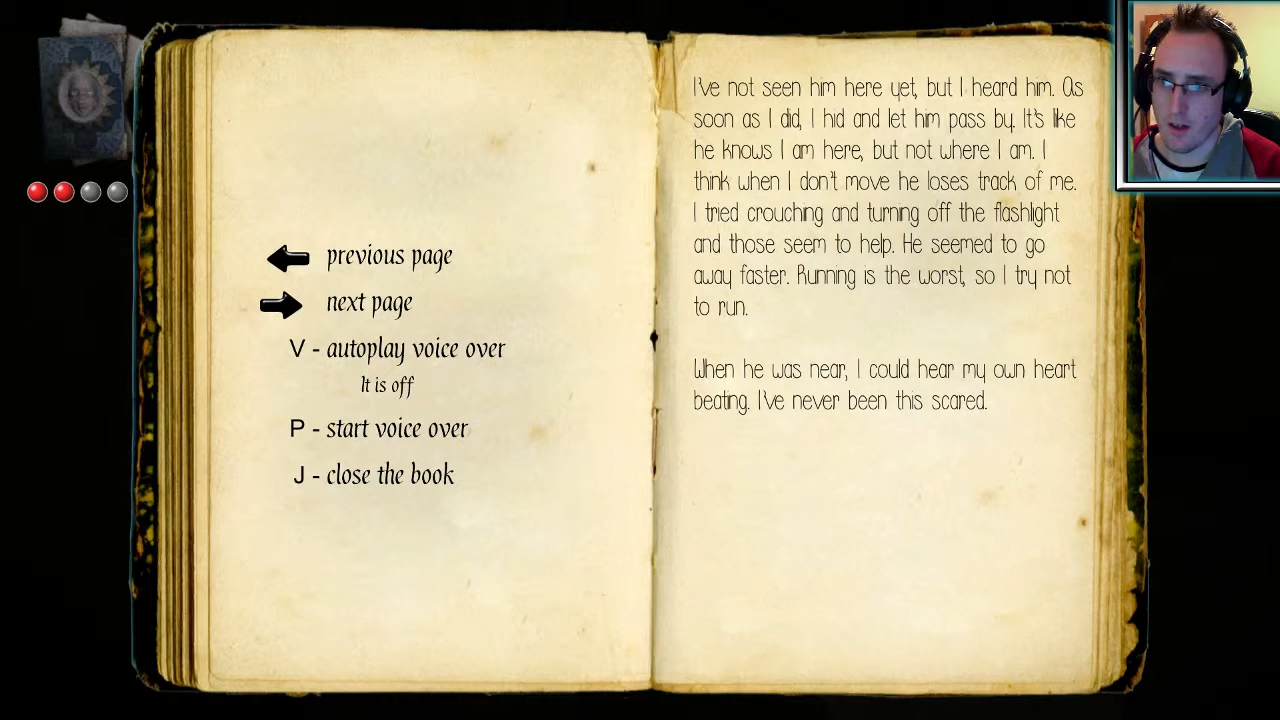 previous page
next page
V - autoplay voice over
It is off
P - start voice over
J - close the book
I've not seen him here yet, but I heard him. As
soon as I did, I hid and let him pass by. It's like
he knows I am here, but not where I am. I
think when I don't move he loses track of me.
I tried crouching and turning off the flashlight
and those seem to help. He seemed to go
away faster. Running is the worst, so I try not
to run.
When he was near, I could hear my own heart
beating. I've never been this scared.